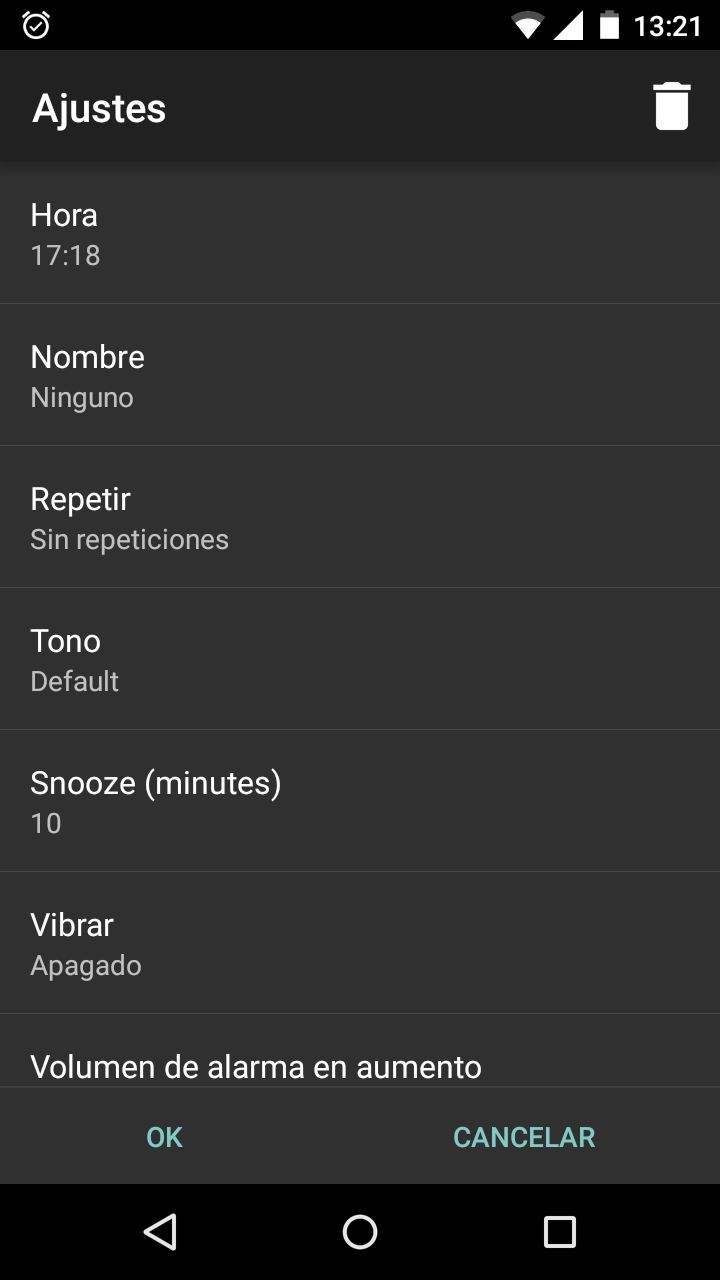 13:21
Ajustes
Hora
17:18
Nombre
Ninguno
Repetir
Sin repeticiones
Tono
Default
Snooze (minutes)
10
Vibrar
Apagado
Volumen de alarma en aumento
OK
CANCELAR